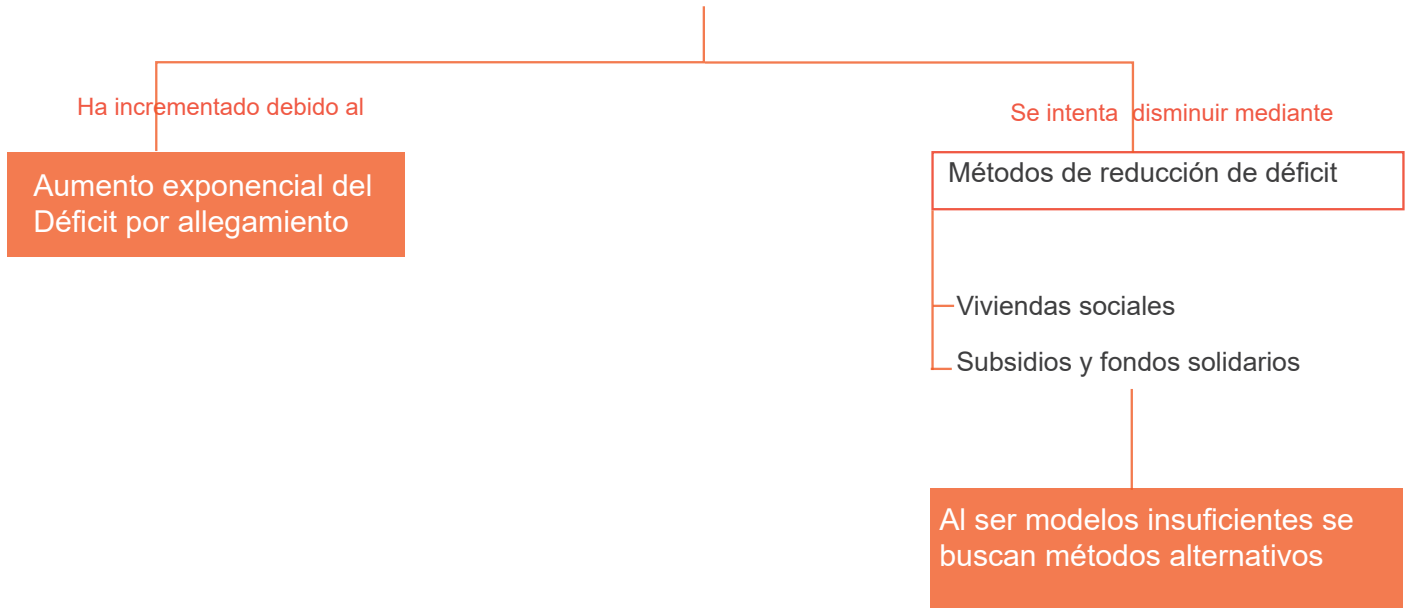 Ha incrementado debido al
Aumento exponencial del
Déficit por allegamiento
Se intenta disminuir mediante
Métodos de reducción de déficit
Viviendas sociales
Subsidios y fondos solidarios
Al ser modelos insuficientes se
buscan métodos alternativos